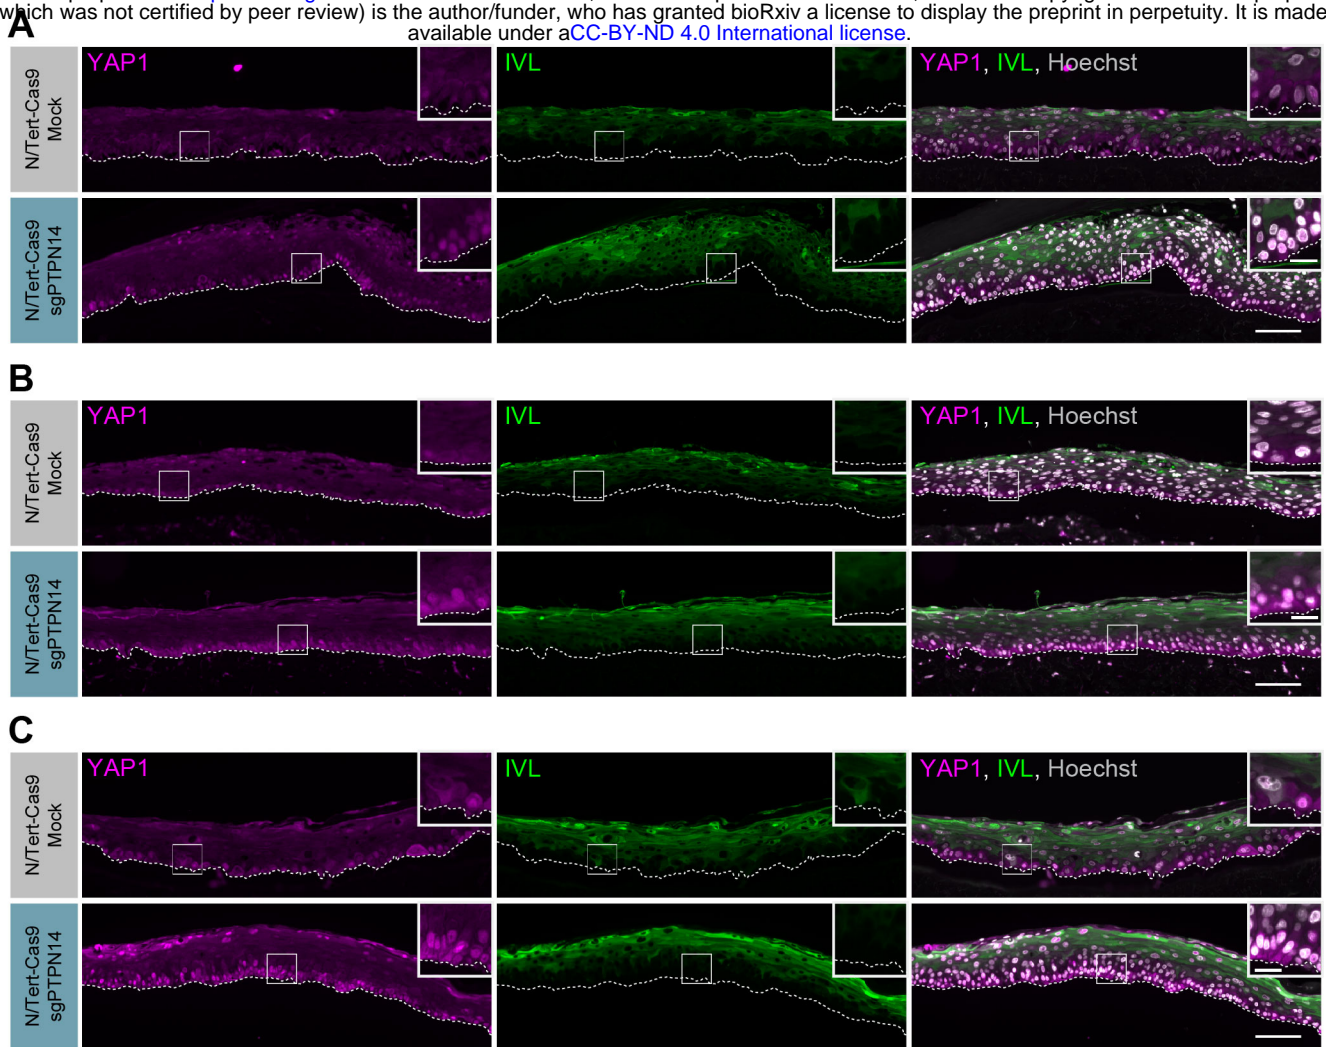 which was not certified by peer review) is the author/funder, who has granted bioRxiv a license to display the preprint in perpetuity. It is made
available under aCC-BY-ND 4.0 International license.
A
N/Tert-Cas9
Mock
YAP1
IVL
YAP1, IVL, Hoechst
N/Tert-Cas9
sgPTPN14
B
N/Tert-Cas9
Mock
YAP1
IVL
YAP1, IVL, Hoechst
N/Tert-Cas9
sgPTPN14
C
N/Tert-Cas9
Mock
YAP1
IVL
YAP1, IVL, Hoechst
N/Tert-Cas9
sgPTPN14